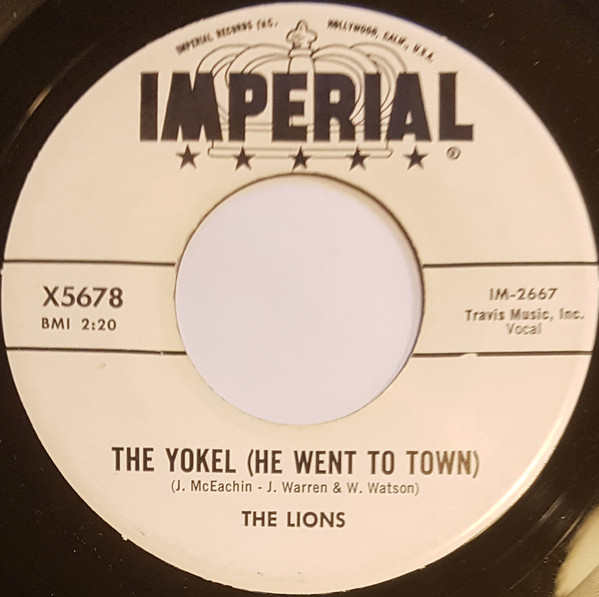 IMPERIAL RECORDS INC. HOLLYWOOD, CALIF., U.S.A.
IMPERIAL
®
X5678
BMI 2:20
IM-2667
Travis Music, Inc.
Vocal
THE YOKEL (HE WENT TO TOWN)
(J. McEachin - J. Warren & W. Watson)
THE LIONS